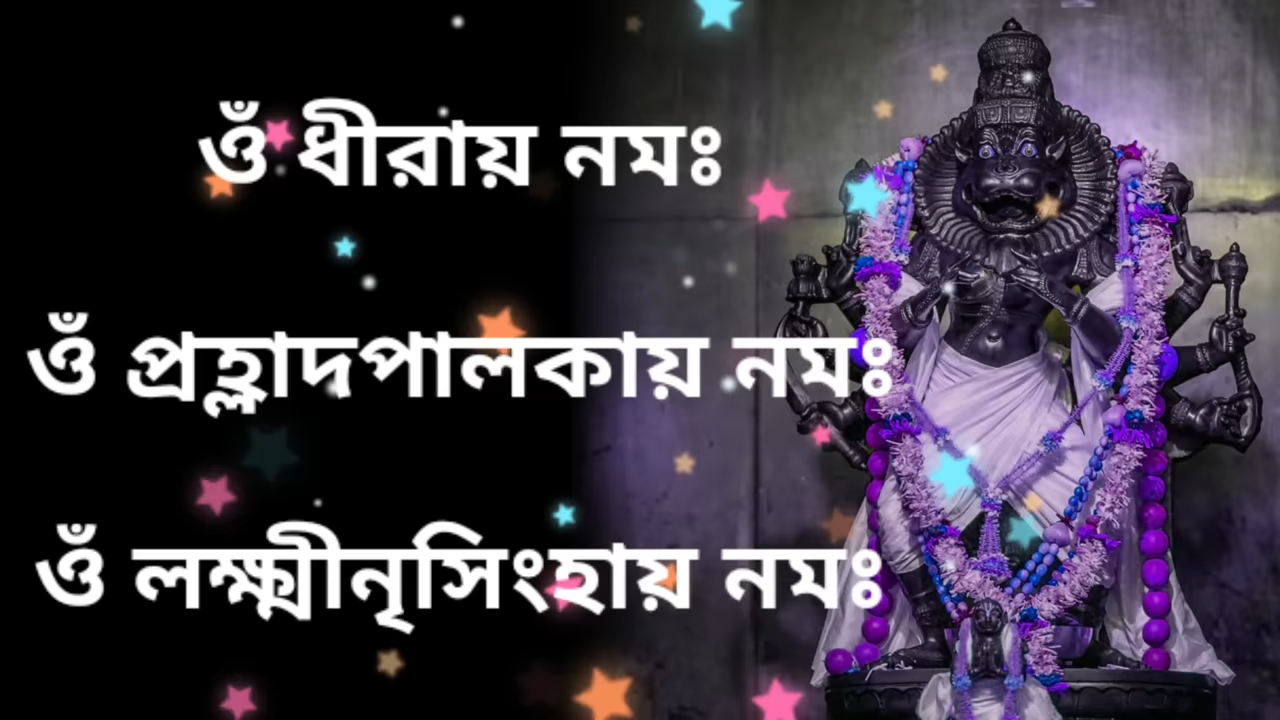 ওঁ ধীরায় নমঃ
ওঁ প্রহ্লাদপালকায় নমঃ
ওঁ লক্ষ্মীনৃসিংহায় নমঃ